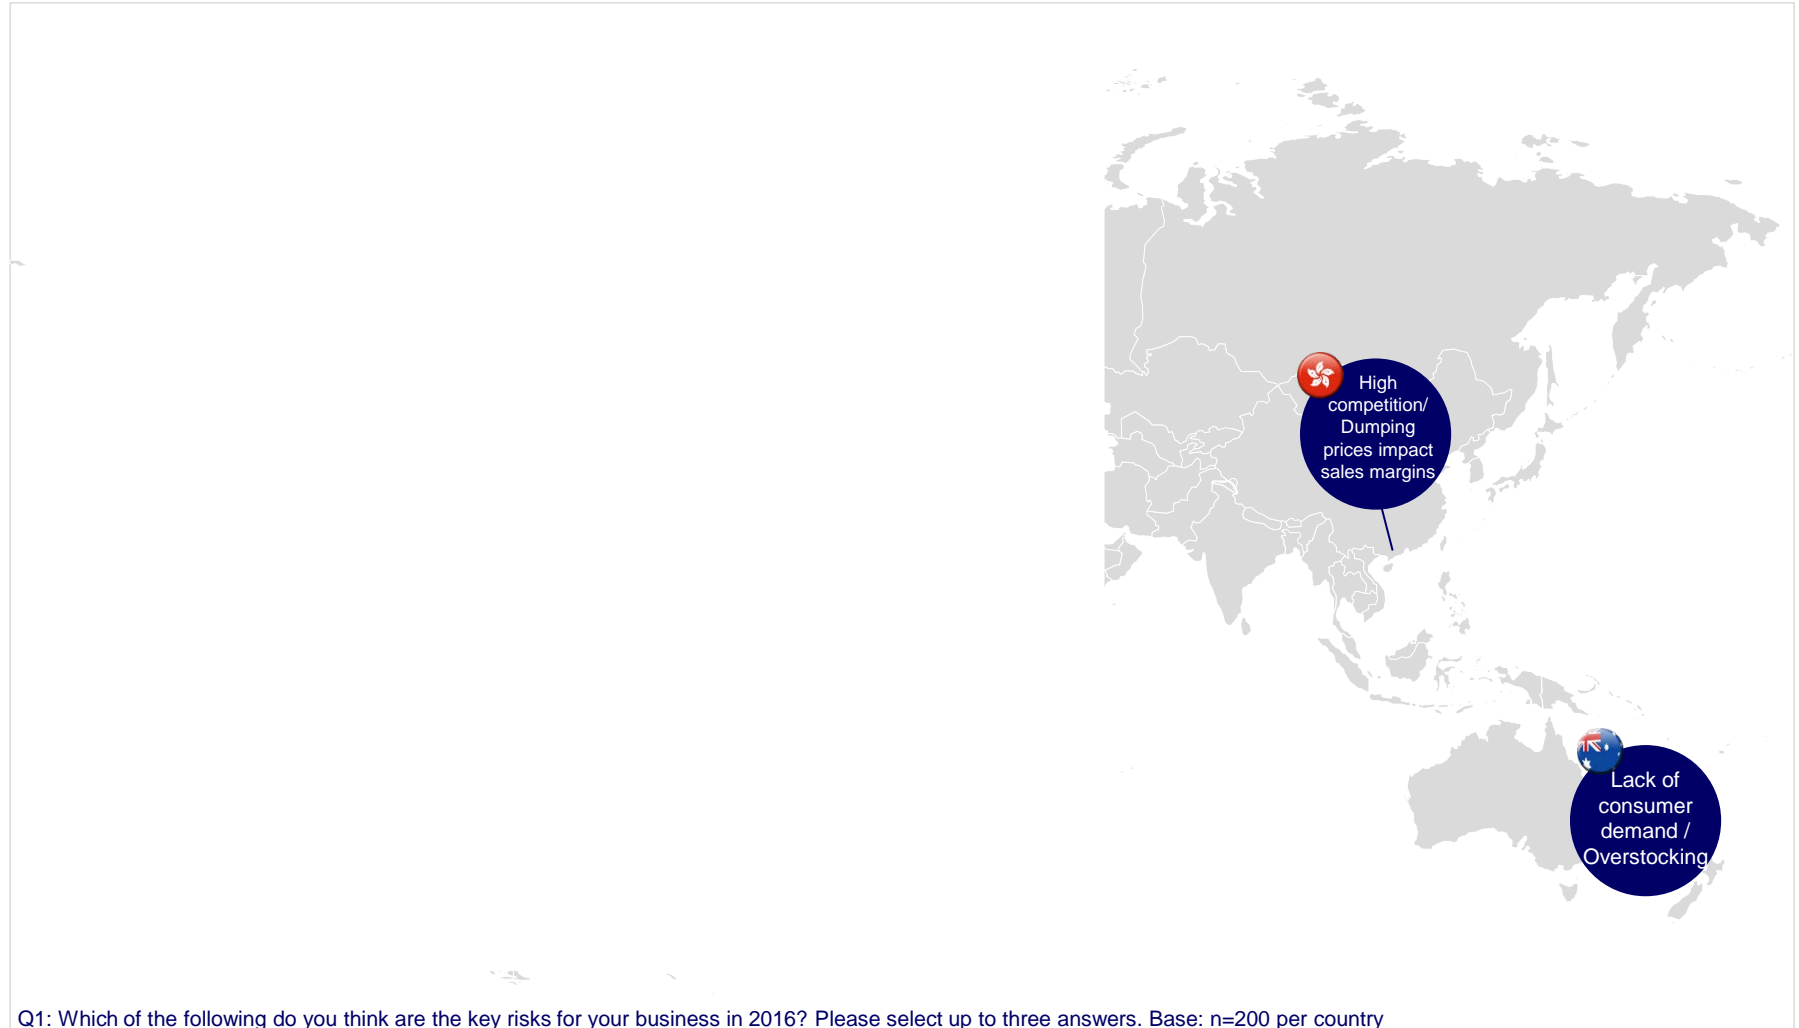 High
competition/
Dumping
prices impact
sales margins
Lack of
consumer
demand /
Overstocking
Q1: Which of the following do you think are the key risks for your business in 2016? Please select up to three answers. Base: n=200 per country